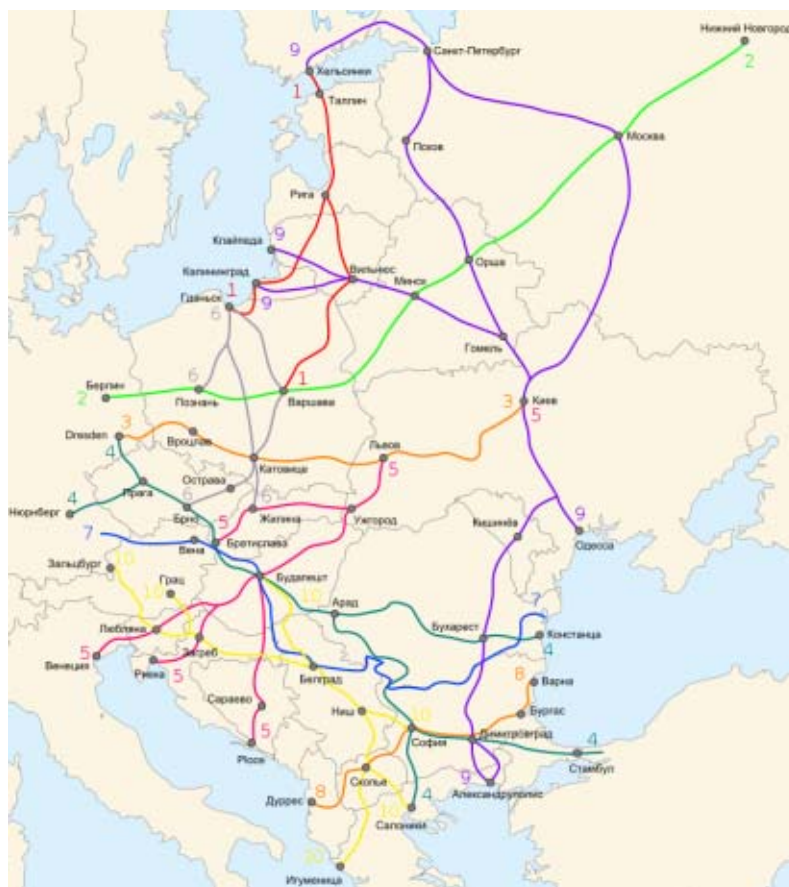 Нижний Новгород
9
Санкт-Петербург
2
Хельсинки
1
Таллин
Москва
Псков
Рига
Клайпеда
9
Вильнюс
Орша
Калининград
Минск
Гданьск
1
9
6
Гомель
6
1
Берлин
2
Познань
Варшава
3
Киев
5
3
Dresden
Вроцлав
Львов
4
Катовице
5
Острава
Прага
4
6
6
Нюрнберг
Брно
5
Жилина
Ужгород
9
7
Кишинёв
Вена
Братислава
Одесса
Зальцбург
10
Грац
Будапешт
10
10
Арад
7
Любляна
Бухарест
Констанца
4
5
Загреб
Венеция
Риека
5
Белград
8
Варна
Сараево
Ниш
10
Бургас
5
София
Димитровград
Ploce
4
Стамбул
Скопье
9
Дуррес
8
Александруполис
10
4
Салоники
10
Игуменица